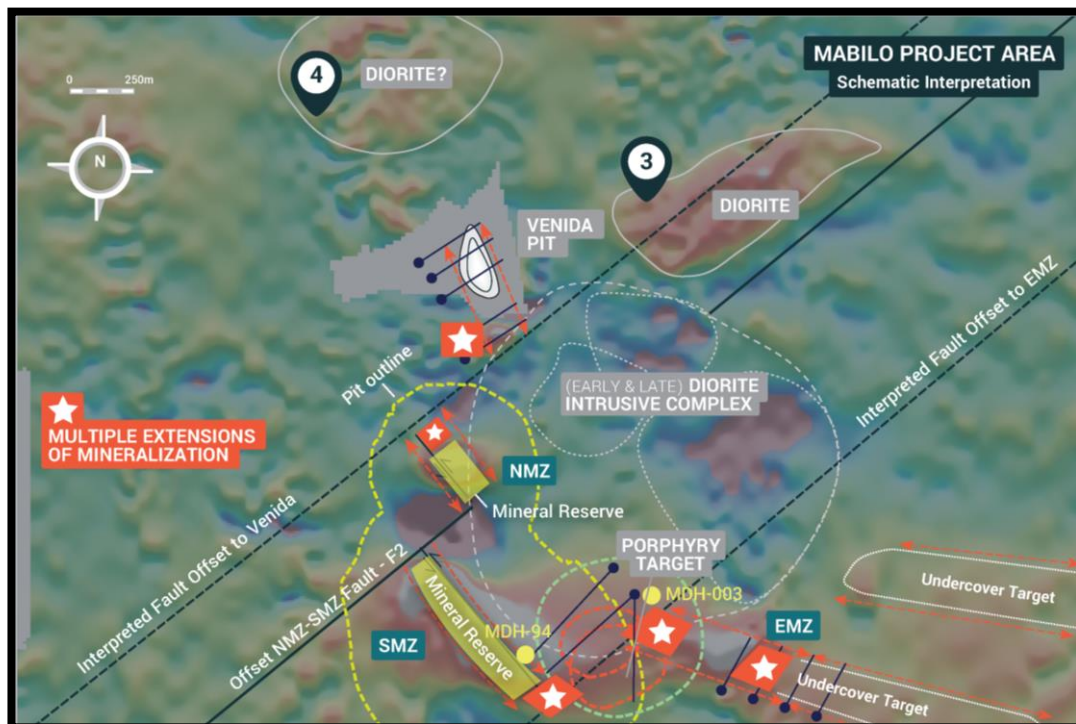 MABILO PROJECT AREA
Schematic Interpretation
0 250m
N
4
DIORITE?
3
DIORITE
VENIDA
PIT
Pit outline
(EARLY & LATE) DIORITE
INTRUSIVE COMPLEX
Interpreted Fault Offset to EMZ
MULTIPLE EXTENSIONS
OF MINERALIZATION
NMZ
Mineral Reserve
Interpreted Fault Offset to Venida
Offset NMZ-SMZ Fault - F2
PORPHYRY
TARGET
MDH-003
Undercover Target
Mineral Reserve
MDH-94
SMZ
EMZ
Undercover Target